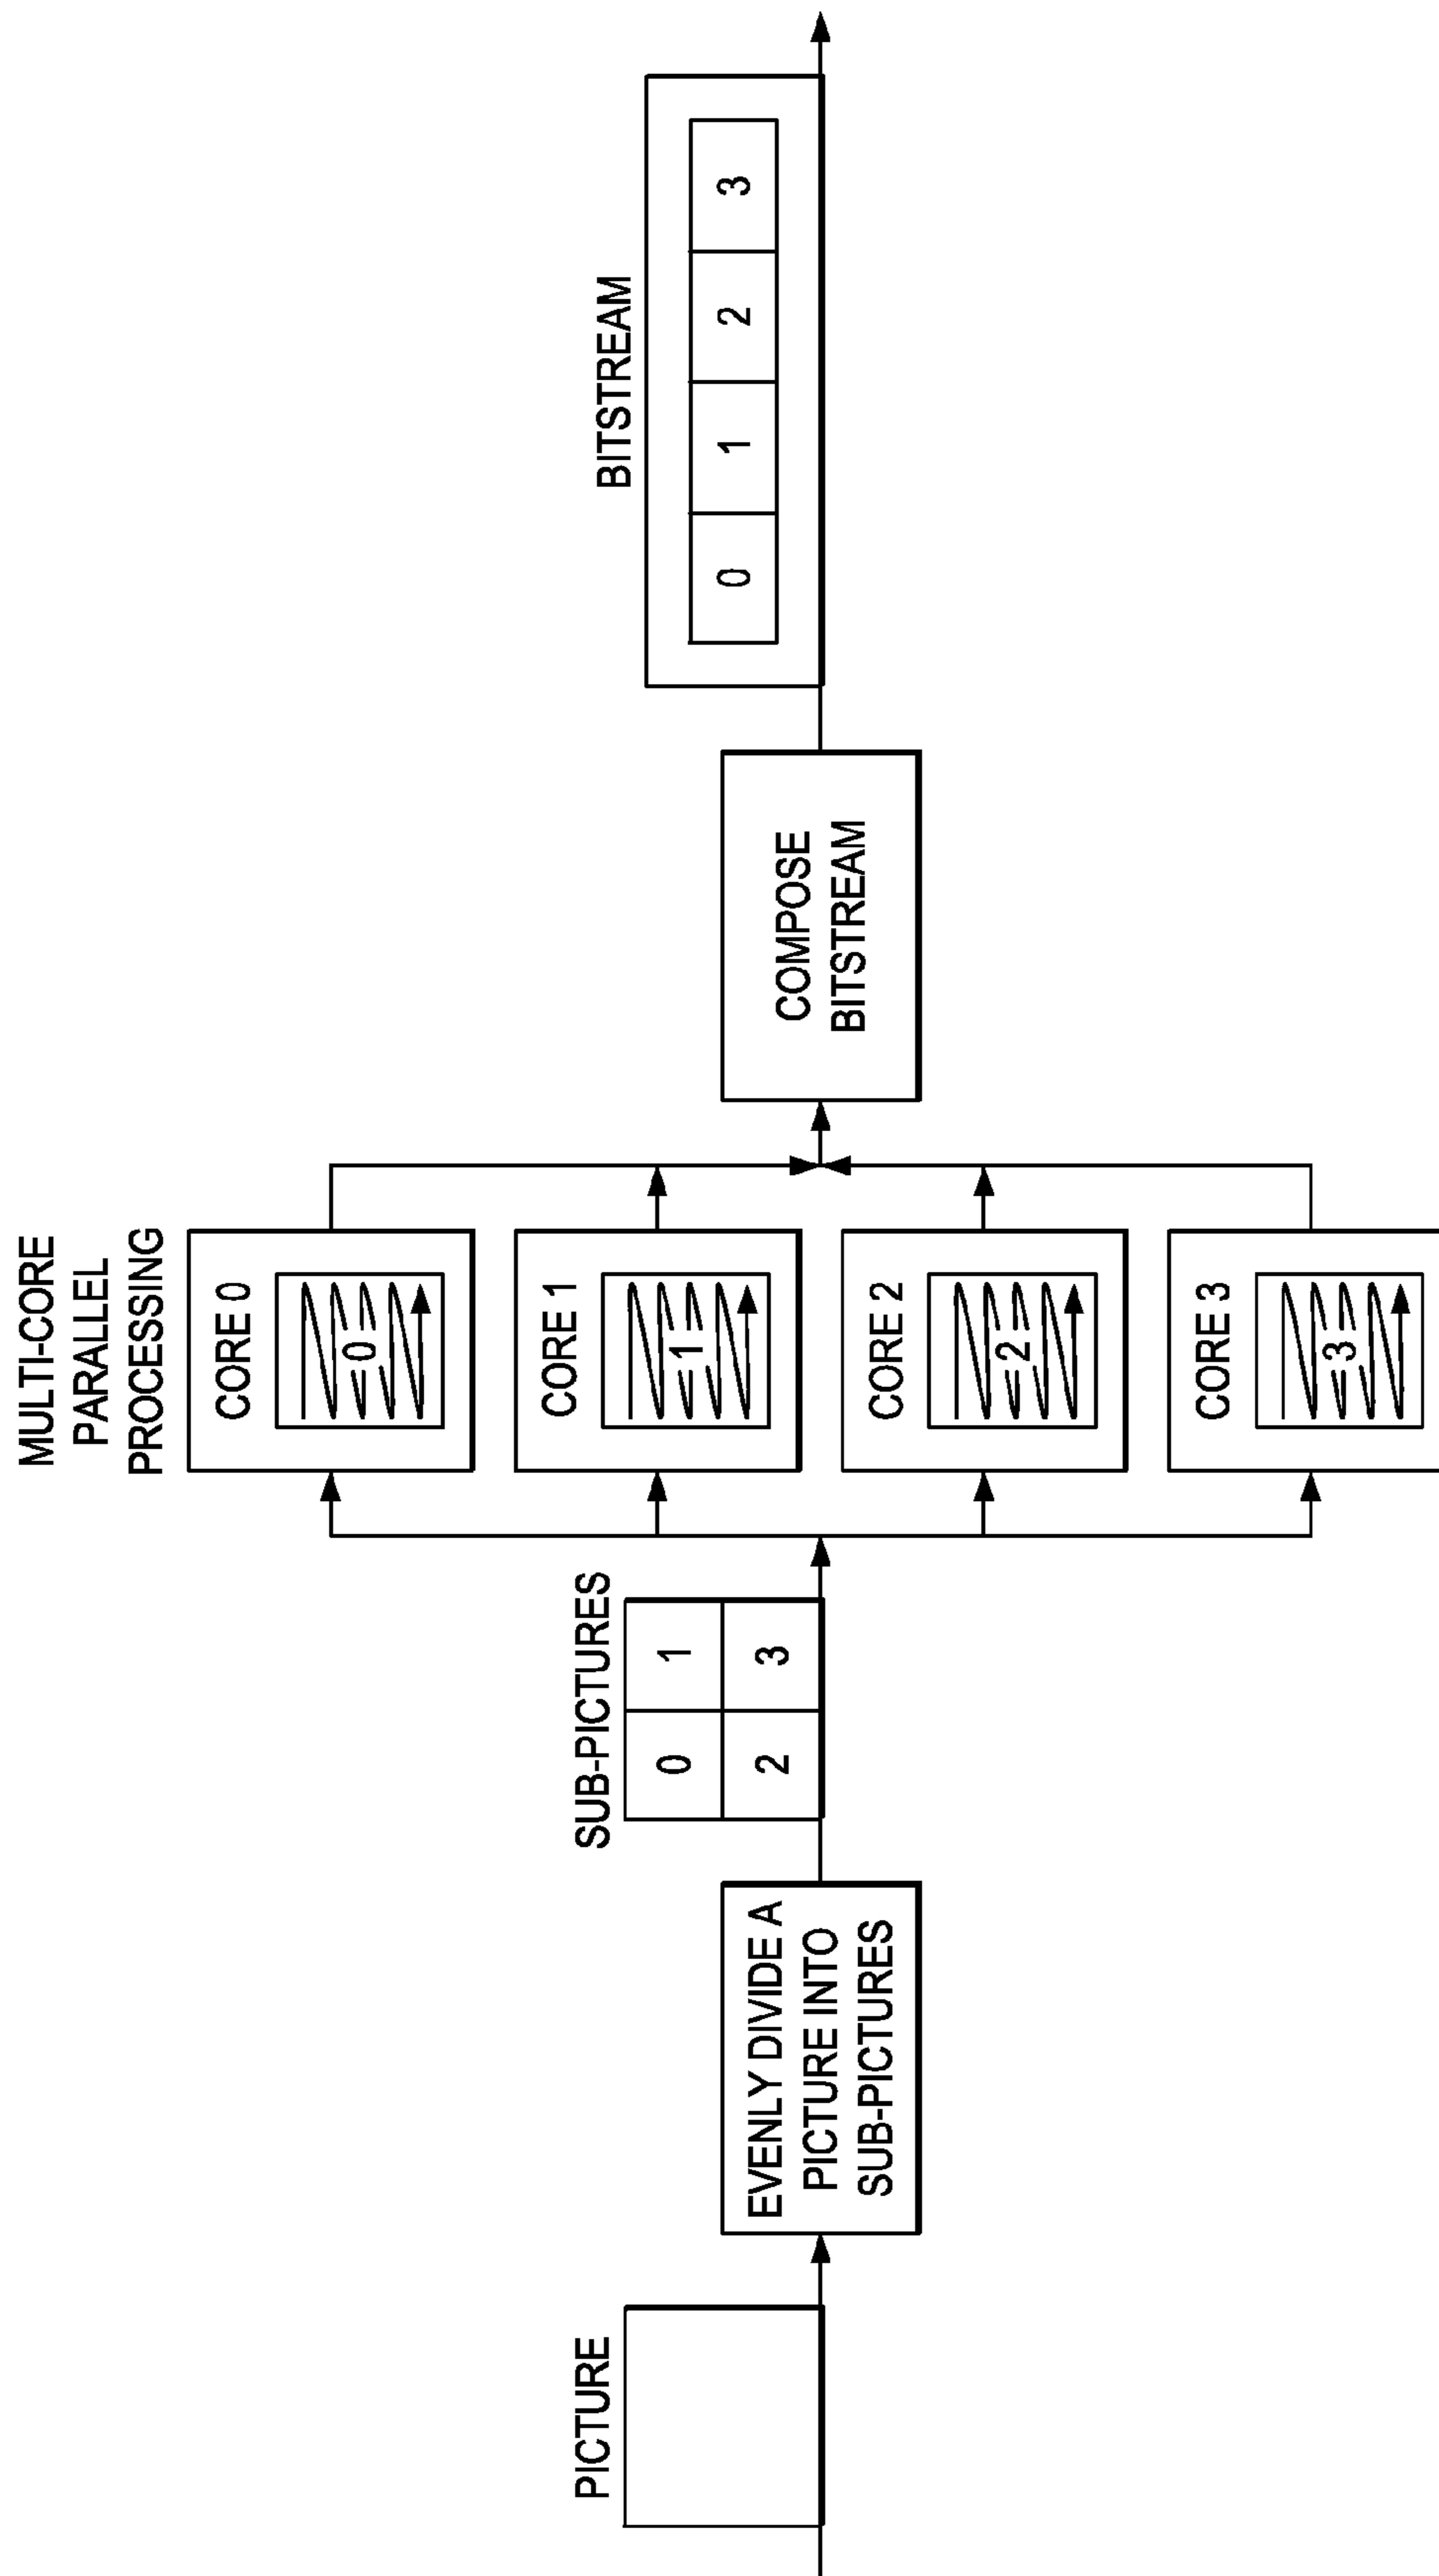 PICTURE
EVENLY DIVIDE A
PICTURE INTO
SUB-PICTURES
SUB-PICTURES
0 1
2 3
MULTI-CORE
PARALLEL
PROCESSING
CORE 0
0
CORE 1
1
CORE 2
2
CORE 3
3
COMPOSE
BITSTREAM
BITSTREAM
0 1 2 3